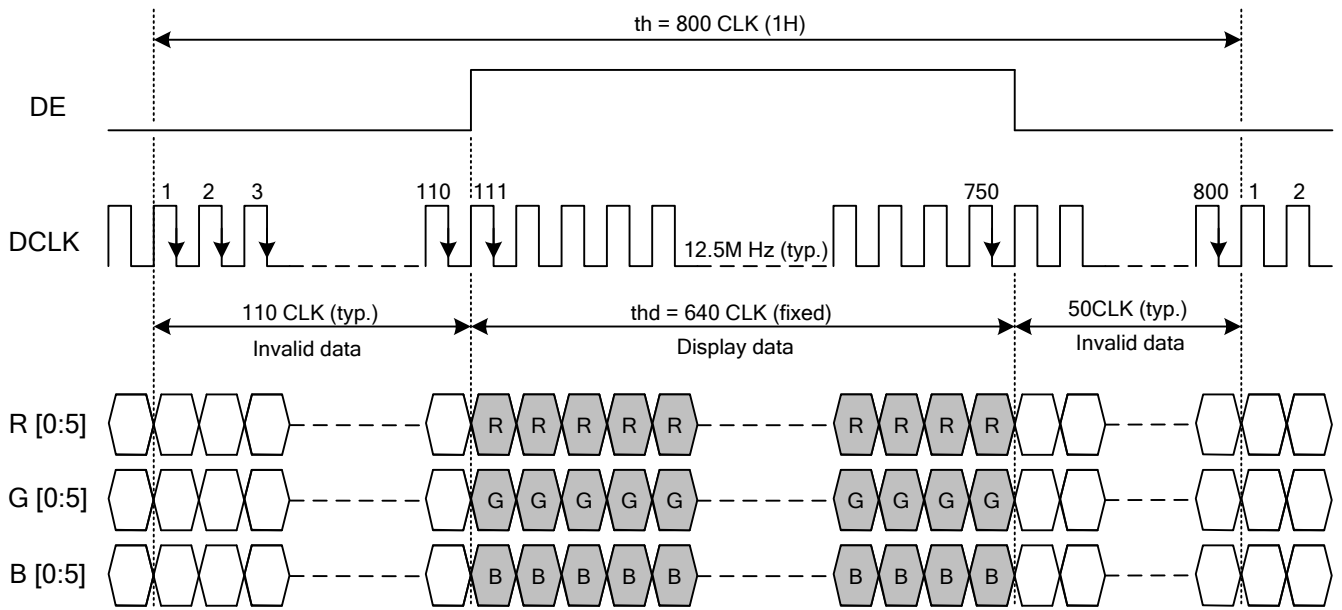 th = 800 CLK (1H)
DE
1 2 3 110 111 750 800 1 2
DCLK
12.5M Hz (typ.)
110 CLK (typ.) thd = 640 CLK (fixed) 50CLK (typ.)
Invalid data Display data Invalid data
R [0:5] R R R R R R R R R
G [0:5] G G G G G G G G G
B [0:5] B B B B B B B B B